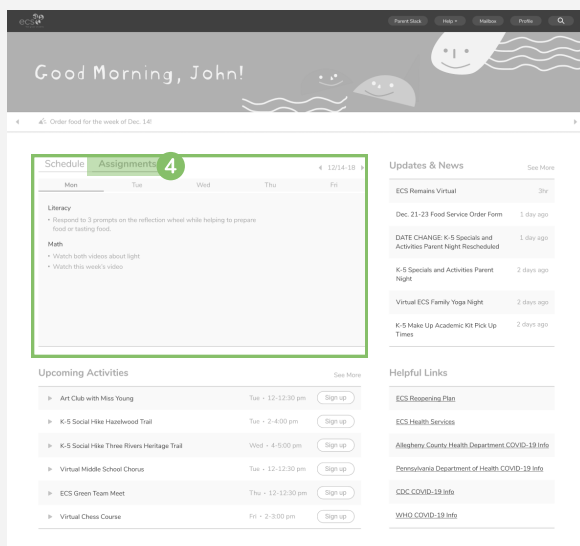 ecs
Parent Slack Help Mailbox Profile
Good Morning, John!
Order food for the week of Dec. 14!
Schedule Assignments 4 12/14-18
Mon Tue Wed Thu Fri
Literacy
• Respond to 3 prompts on the reflection wheel while helping to prepare
food or tasting food.
Math
• Watch both videos about light
• Watch this week's video
Updates & News See More
ECS Remains Virtual 3hr
Dec. 21-23 Food Service Order Form 1 day ago
DATE CHANGE: K-5 Specials and 1 day ago
Activities Parent Night Rescheduled
K-5 Specials and Activities Parent 2 days ago
Night
Virtual ECS Family Yoga Night 2 days ago
K-5 Make Up Academic Kit Pick Up 2 days ago
Times
Upcoming Activities See More
Art Club with Miss Young Tue • 12-12:30 pm Sign up
K-5 Social Hike Hazelwood Trail Tue • 2-4:00 pm Sign up
K-5 Social Hike Three Rivers Heritage Trail Wed • 4-5:00 pm Sign up
Virtual Middle School Chorus Tue • 12-12:30 pm Sign up
ECS Green Team Meet Thu • 12-12:30 pm Sign up
Virtual Chess Course Fri • 2-3:00 pm Sign up
Helpful Links
ECS Reopening Plan
ECS Health Services
Allegheny County Health Department COVID-19 Info
Pennsylvania Department of Health COVID-19 Info
CDC COVID-19 Info
WHO COVID-19 Info